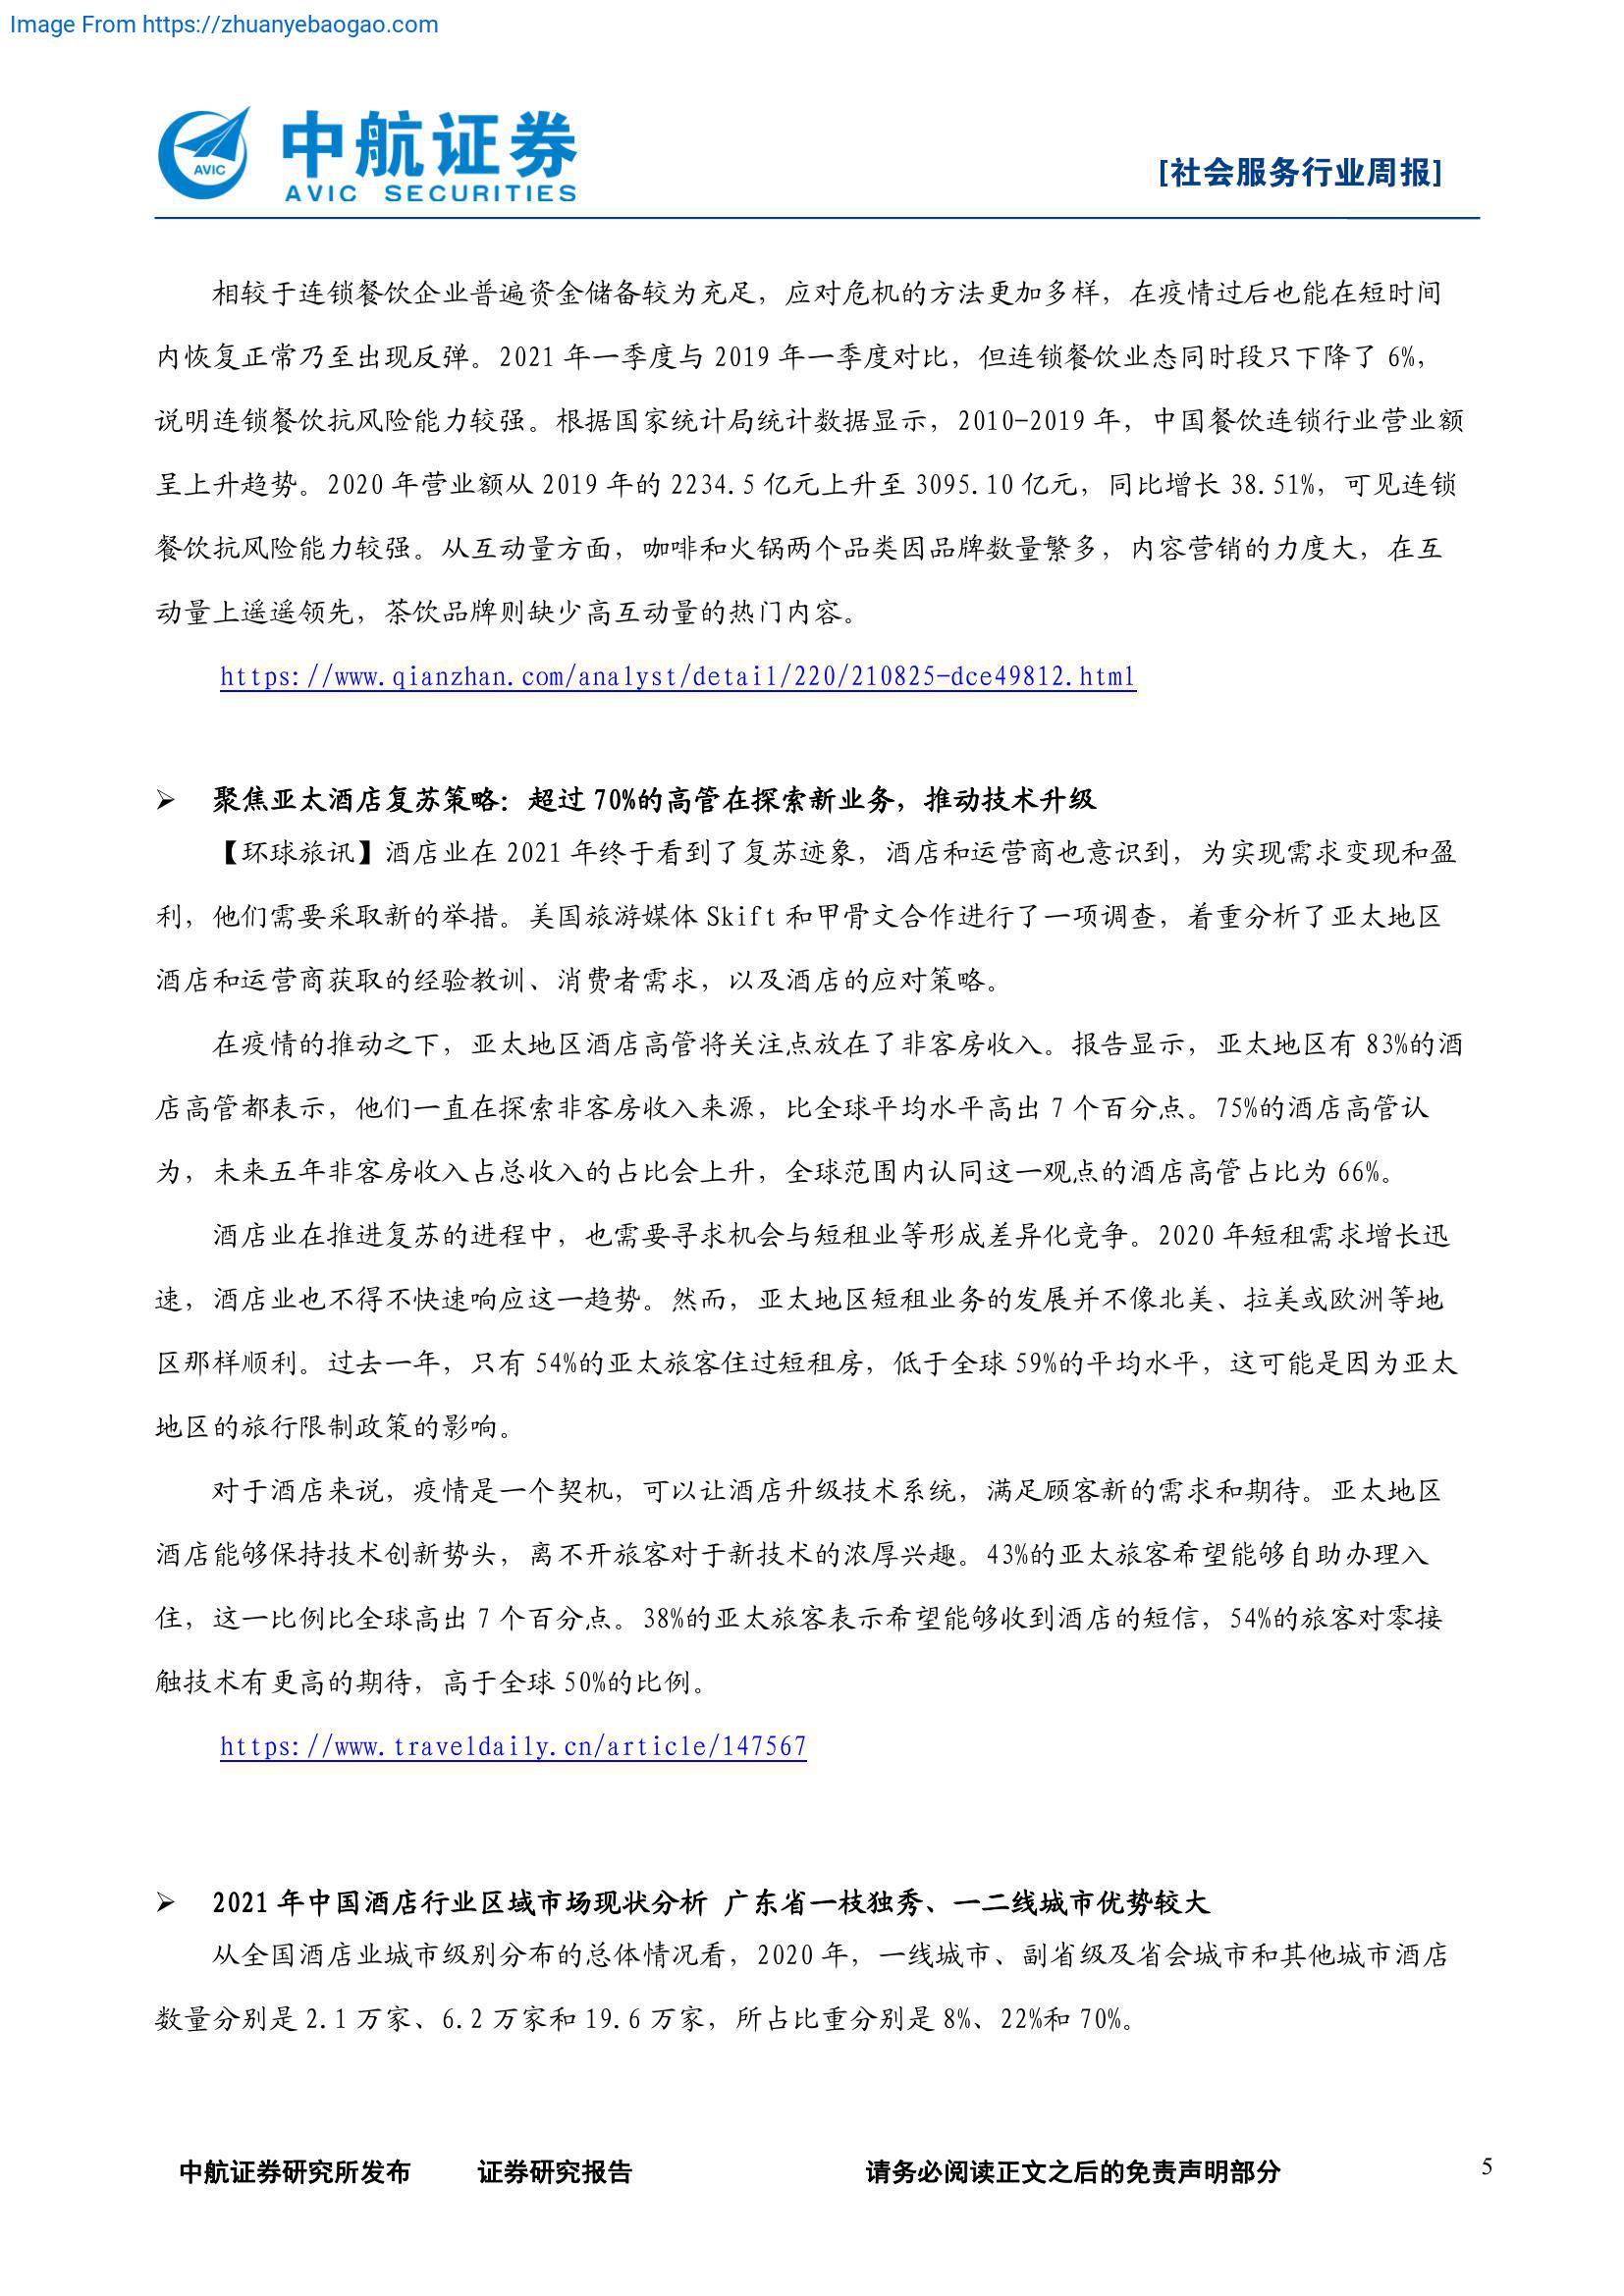 Image From https://zhuanyebaogao.com
AVIC
中航证券
AVIC SECURITIES
[社会服务行业周报]
相较于连锁餐饮企业普遍资金储备较为充足，应对危机的方法更加多样，在疫情过后也能在短时间
内恢复正常乃至出现反弹。2021 年一季度与 2019 年一季度对比，但连锁餐饮业态同时段只下降了 6%，
说明连锁餐饮抗风险能力较强。根据国家统计局统计数据显示，2010-2019 年，中国餐饮连锁行业营业额
呈上升趋势。2020 年营业额从 2019 年的 2234.5 亿元上升至 3095.10 亿元，同比增长 38.51%，可见连锁
餐饮抗风险能力较强。从互动量方面，咖啡和火锅两个品类因品牌数量繁多，内容营销的力度大，在互
动量上遥遥领先，茶饮品牌则缺少高互动量的热门内容。
https://www.qianzhan.com/analyst/detail/220/210825-dce49812.html
➢ 聚焦亚太酒店复苏策略：超过 70%的高管在探索新业务，推动技术升级
【环球旅讯】酒店业在 2021 年终于看到了复苏迹象，酒店和运营商也意识到，为实现需求变现和盈
利，他们需要采取新的举措。美国旅游媒体 Skift 和甲骨文合作进行了一项调查，着重分析了亚太地区
酒店和运营商获取的经验教训、消费者需求，以及酒店的应对策略。
在疫情的推动之下，亚太地区酒店高管将关注点放在了非客房收入。报告显示，亚太地区有 83%的酒
店高管都表示，他们一直在探索非客房收入来源，比全球平均水平高出 7 个百分点。75%的酒店高管认
为，未来五年非客房收入占总收入的占比会上升，全球范围内认同这一观点的酒店高管占比为 66%。
酒店业在推进复苏的进程中，也需要寻求机会与短租业等形成差异化竞争。2020 年短租需求增长迅
速，酒店业也不得不快速响应这一趋势。然而，亚太地区短租业务的发展并不像北美、拉美或欧洲等地
区那样顺利。过去一年，只有 54%的亚太旅客住过短租房，低于全球 59%的平均水平，这可能是因为亚太
地区的旅行限制政策的影响。
对于酒店来说，疫情是一个契机，可以让酒店升级技术系统，满足顾客新的需求和期待。亚太地区
酒店能够保持技术创新势头，离不开旅客对于新技术的浓厚兴趣。43%的亚太旅客希望能够自助办理入
住，这一比例比全球高出 7 个百分点。38%的亚太旅客表示希望能够收到酒店的短信，54%的旅客对零接
触技术有更高的期待，高于全球 50%的比例。
https://www.traveldaily.cn/article/147567
➢ 2021 年中国酒店行业区域市场现状分析 广东省一枝独秀、一二线城市优势较大
从全国酒店业城市级别分布的总体情况看，2020 年，一线城市、副省级及省会城市和其他城市酒店
数量分别是 2.1 万家、6.2 万家和 19.6 万家，所占比重分别是 8%、22%和 70%。
中航证券研究所发布 证券研究报告 请务必阅读正文之后的免责声明部分 5